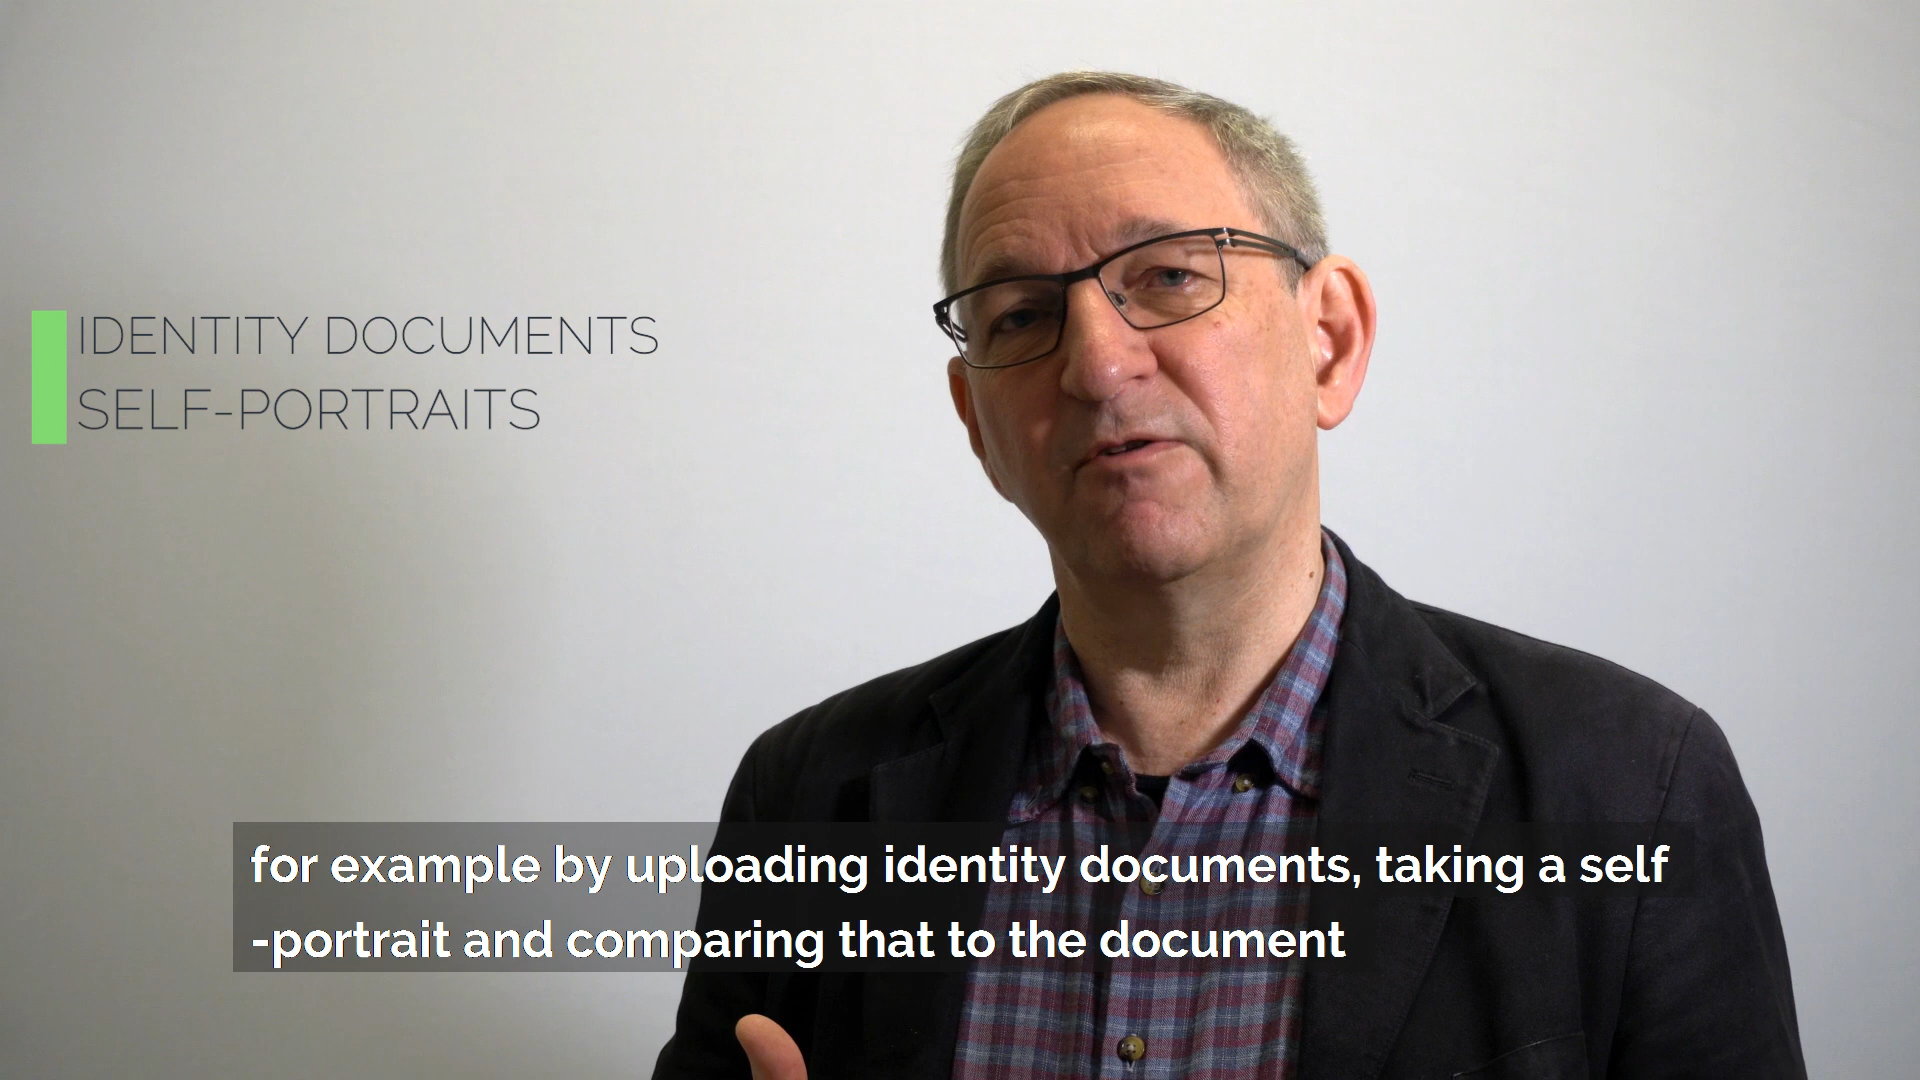 IDENTITY DOCUMENTS
SELF-PORTRAITS
for example by uploading identity documents, taking a self
-portrait and comparing that to the document